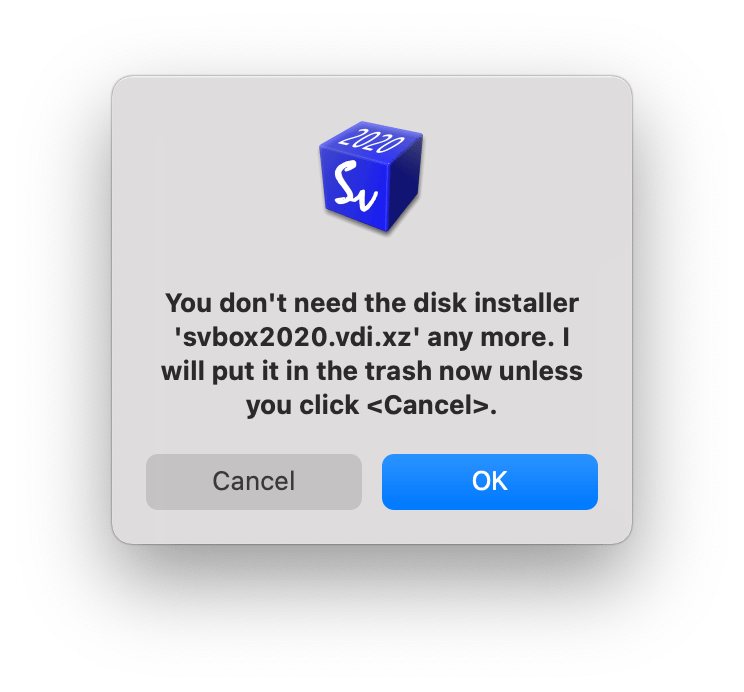 2020
Sv
You don't need the disk installer
'svbox2020.vdi.xz' any more. I
will put it in the trash now unless
you click <Cancel>.
Cancel
OK